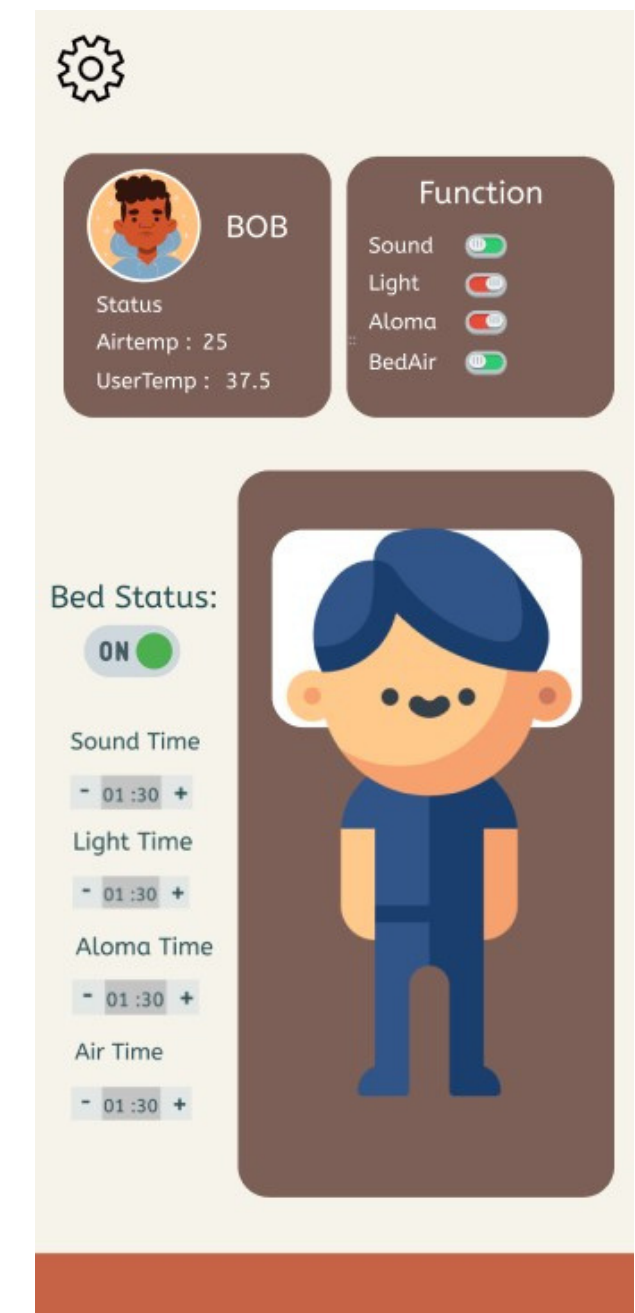 BOB
Status
Airtemp : 25
UserTemp : 37.5
Function
Sound
Light
Aloma
BedAir
Bed Status:
ON
Sound Time
- 01 :30 +
Light Time
- 01 :30 +
Aloma Time
- 01 :30 +
Air Time
- 01 :30 +